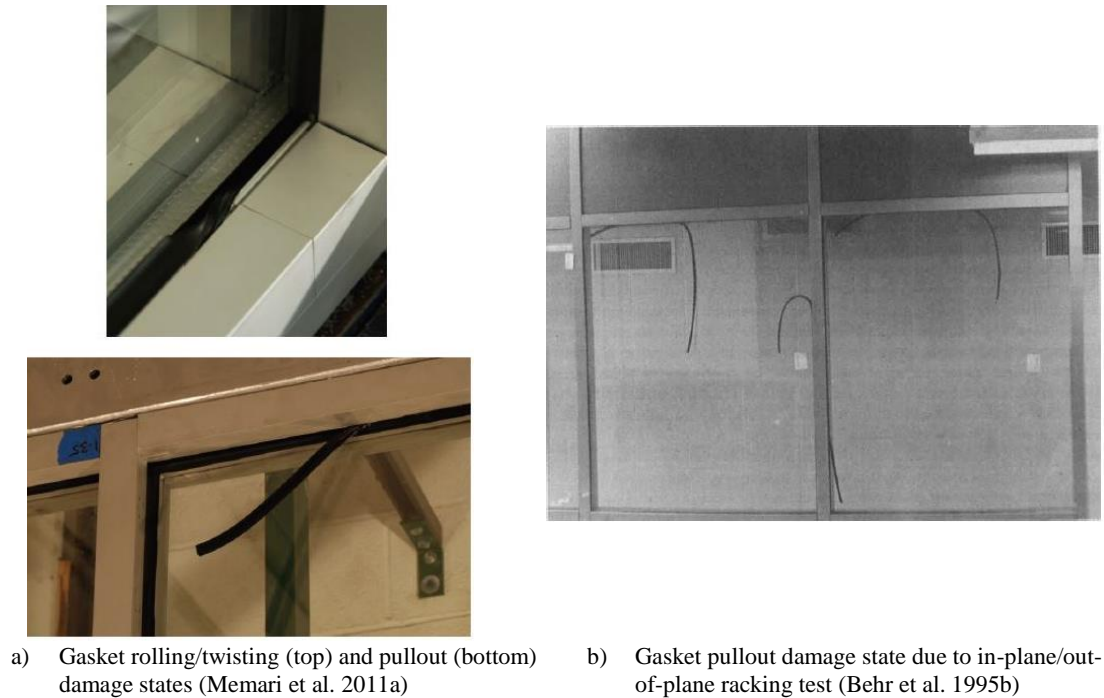 a) Gasket rolling/twisting (top) and pullout (bottom)
damage states (Memari et al. 2011a)
b) Gasket pullout damage state due to in-plane/out-
of-plane racking test (Behr et al. 1995b)